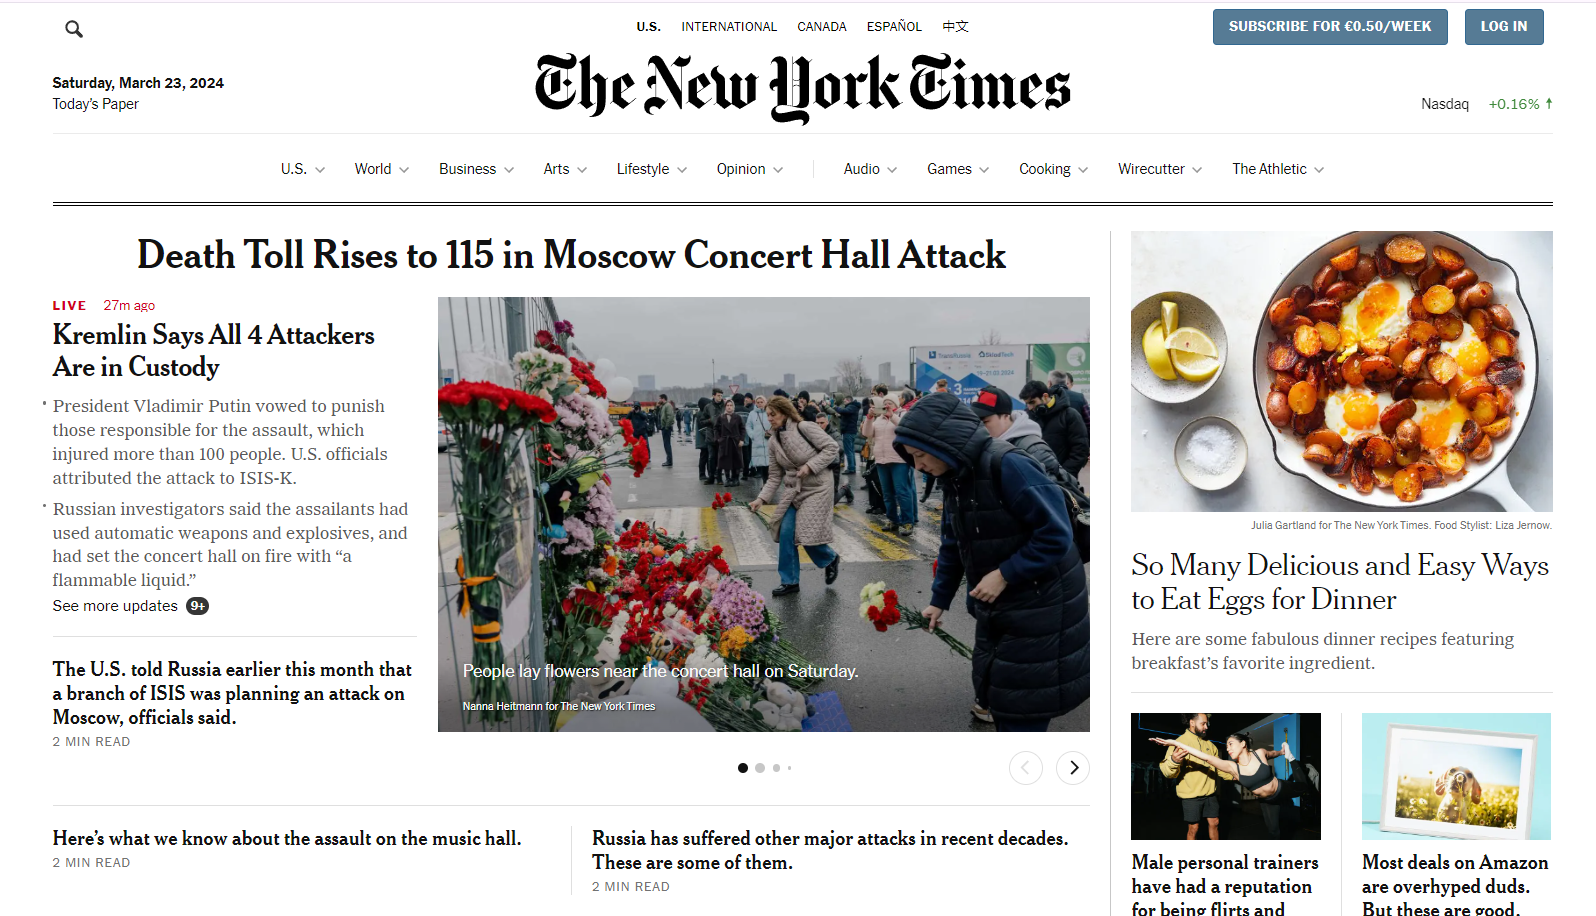 U.S. INTERNATIONAL CANADA ESPAÑOL 中文
SUBSCRIBE FOR €0.50/WEEK
LOG IN
Saturday, March 23, 2024
Today's Paper
The New York Times
Nasdaq +0.16%
U.S. World Business Arts Lifestyle Opinion Audio Games Cooking Wirecutter The Athletic
Death Toll Rises to 115 in Moscow Concert Hall Attack
LIVE 27m ago
Kremlin Says All 4 Attackers
Are in Custody
President Vladimir Putin vowed to punish
those responsible for the assault, which
injured more than 100 people. U.S. officials
attributed the attack to ISIS-K.
Russian investigators said the assailants had
used automatic weapons and explosives, and
had set the concert hall on fire with “a
flammable liquid.”
See more updates 9+
The U.S. told Russia earlier this month that
a branch of ISIS was planning an attack on
Moscow, officials said.
2 MIN READ
TransRussia SkladTech
People lay flowers near the concert hall on Saturday.
Nanna Heitmann for The New York Times
Here’s what we know about the assault on the music hall.
2 MIN READ
Russia has suffered other major attacks in recent decades.
These are some of them.
2 MIN READ
Julia Gartland for The New York Times. Food Stylist: Liza Jernow.
So Many Delicious and Easy Ways
to Eat Eggs for Dinner
Here are some fabulous dinner recipes featuring
breakfast’s favorite ingredient.
Male personal trainers
have had a reputation
for being flirts and
Most deals on Amazon
are overhyped duds.
But these are good.